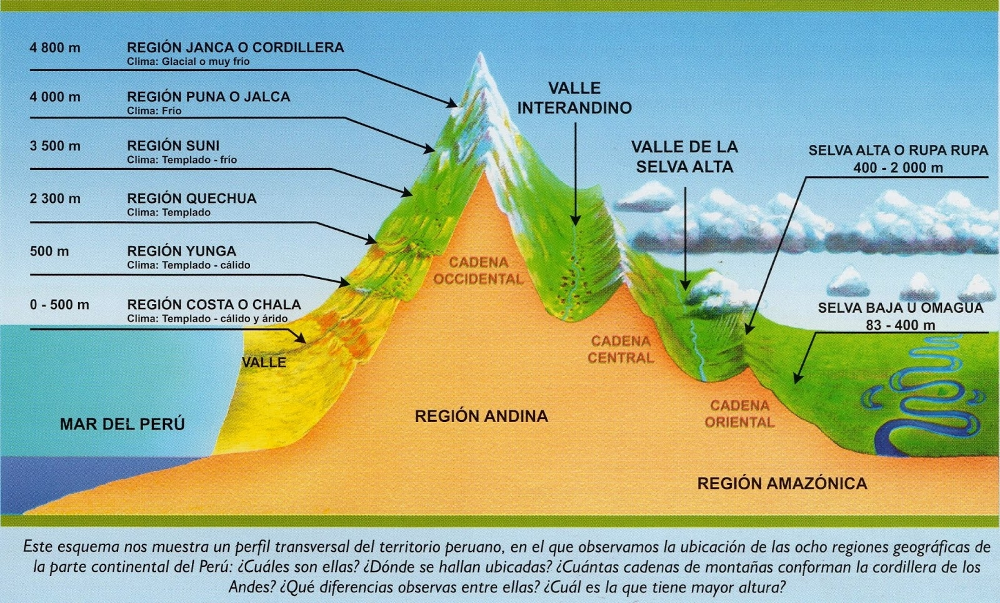 4 800 m REGIÓN JANCA O CORDILLERA
Clima: Glacial o muy frío
4 000 m REGIÓN PUNA O JALCA
Clima: Frío
3 500 m REGIÓN SUNI
Clima: Templado - frío
2 300 m REGIÓN QUECHUA
Clima: Templado
500 m REGIÓN YUNGA
Clima: Templado - cálido
0 - 500 m REGIÓN COSTA O CHALA
Clima: Templado - cálido y árido
VALLE
INTERANDINO
VALLE DE LA
SELVA ALTA
SELVA ALTA O RUPA RUPA
400 - 2 000 m
SELVA BAJA U OMAGUA
83 - 400 m
CADENA
OCCIDENTAL
CADENA
CENTRAL
CADENA
ORIENTAL
VALLE
MAR DEL PERÚ
REGIÓN ANDINA
REGIÓN AMAZÓNICA
Este esquema nos muestra un perfil transversal del territorio peruano, en el que observamos la ubicación de las ocho regiones geográficas de
la parte continental del Perú: ¿Cuáles son ellas? ¿Dónde se hallan ubicadas? ¿Cuántas cadenas de montañas conforman la cordillera de los
Andes? ¿Qué diferencias observas entre ellas? ¿Cuál es la que tiene mayor altura?